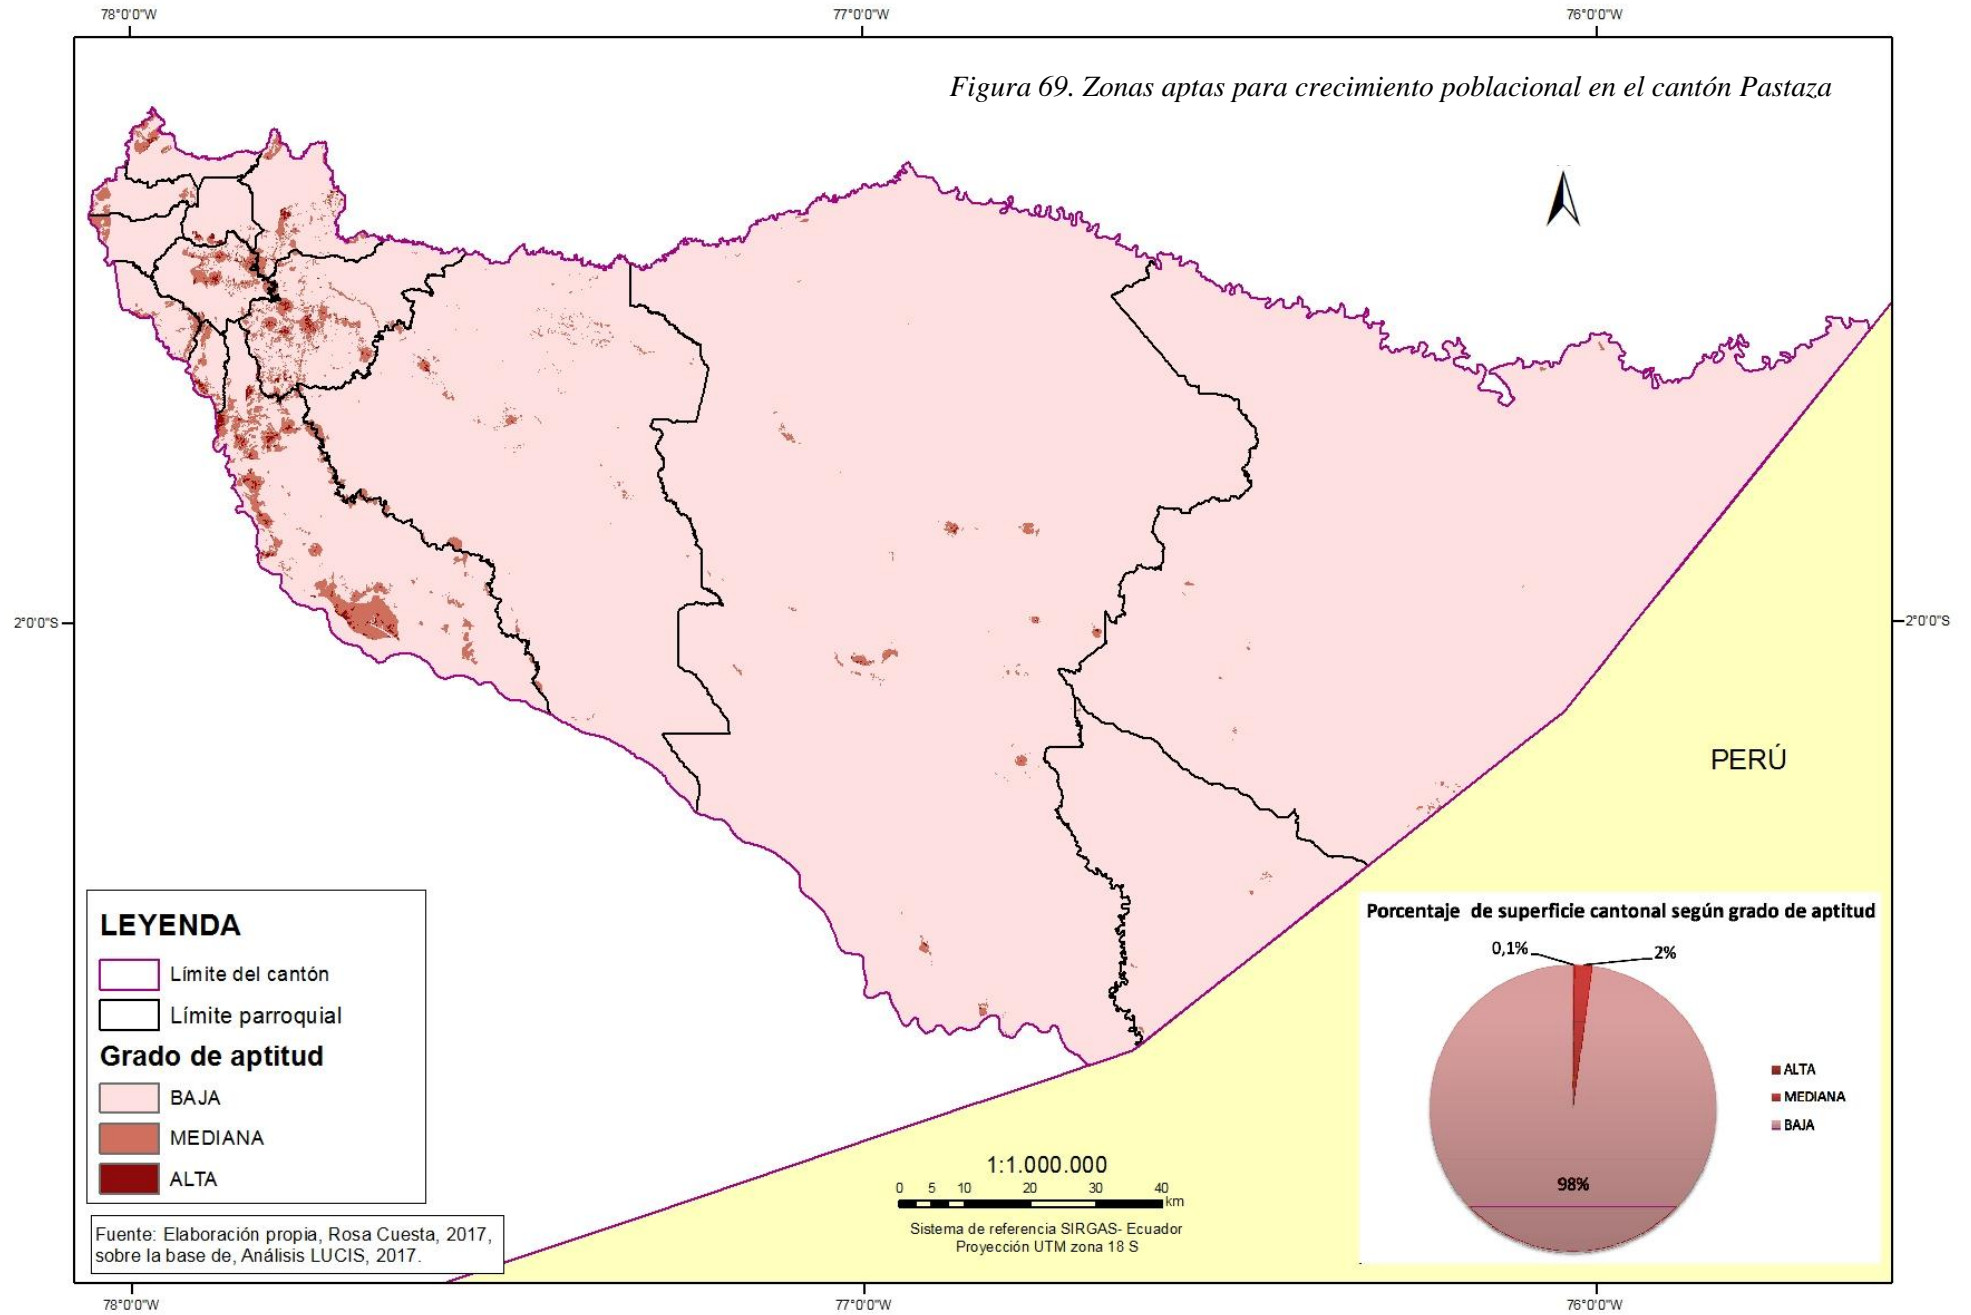 78°0'0"W
77°0'0"W
76°0'0"W
Figura 69. Zonas aptas para crecimiento poblacional en el cantón Pastaza
2°0'0"S
2°0'0"S
PERÚ
LEYENDA
Límite del cantón
Límite parroquial
Grado de aptitud
BAJA
MEDIANA
ALTA
Fuente: Elaboración propia, Rosa Cuesta, 2017,
sobre la base de, Análisis LUCIS, 2017.
1:1.000.000
0 5 10 20 30 40
km
Sistema de referencia SIRGAS- Ecuador
Proyección UTM zona 18 S
Porcentaje de superficie cantonal según grado de aptitud
0,1%
2%
98%
ALTA
MEDIANA
BAJA
78°0'0"W
77°0'0"W
76°0'0"W